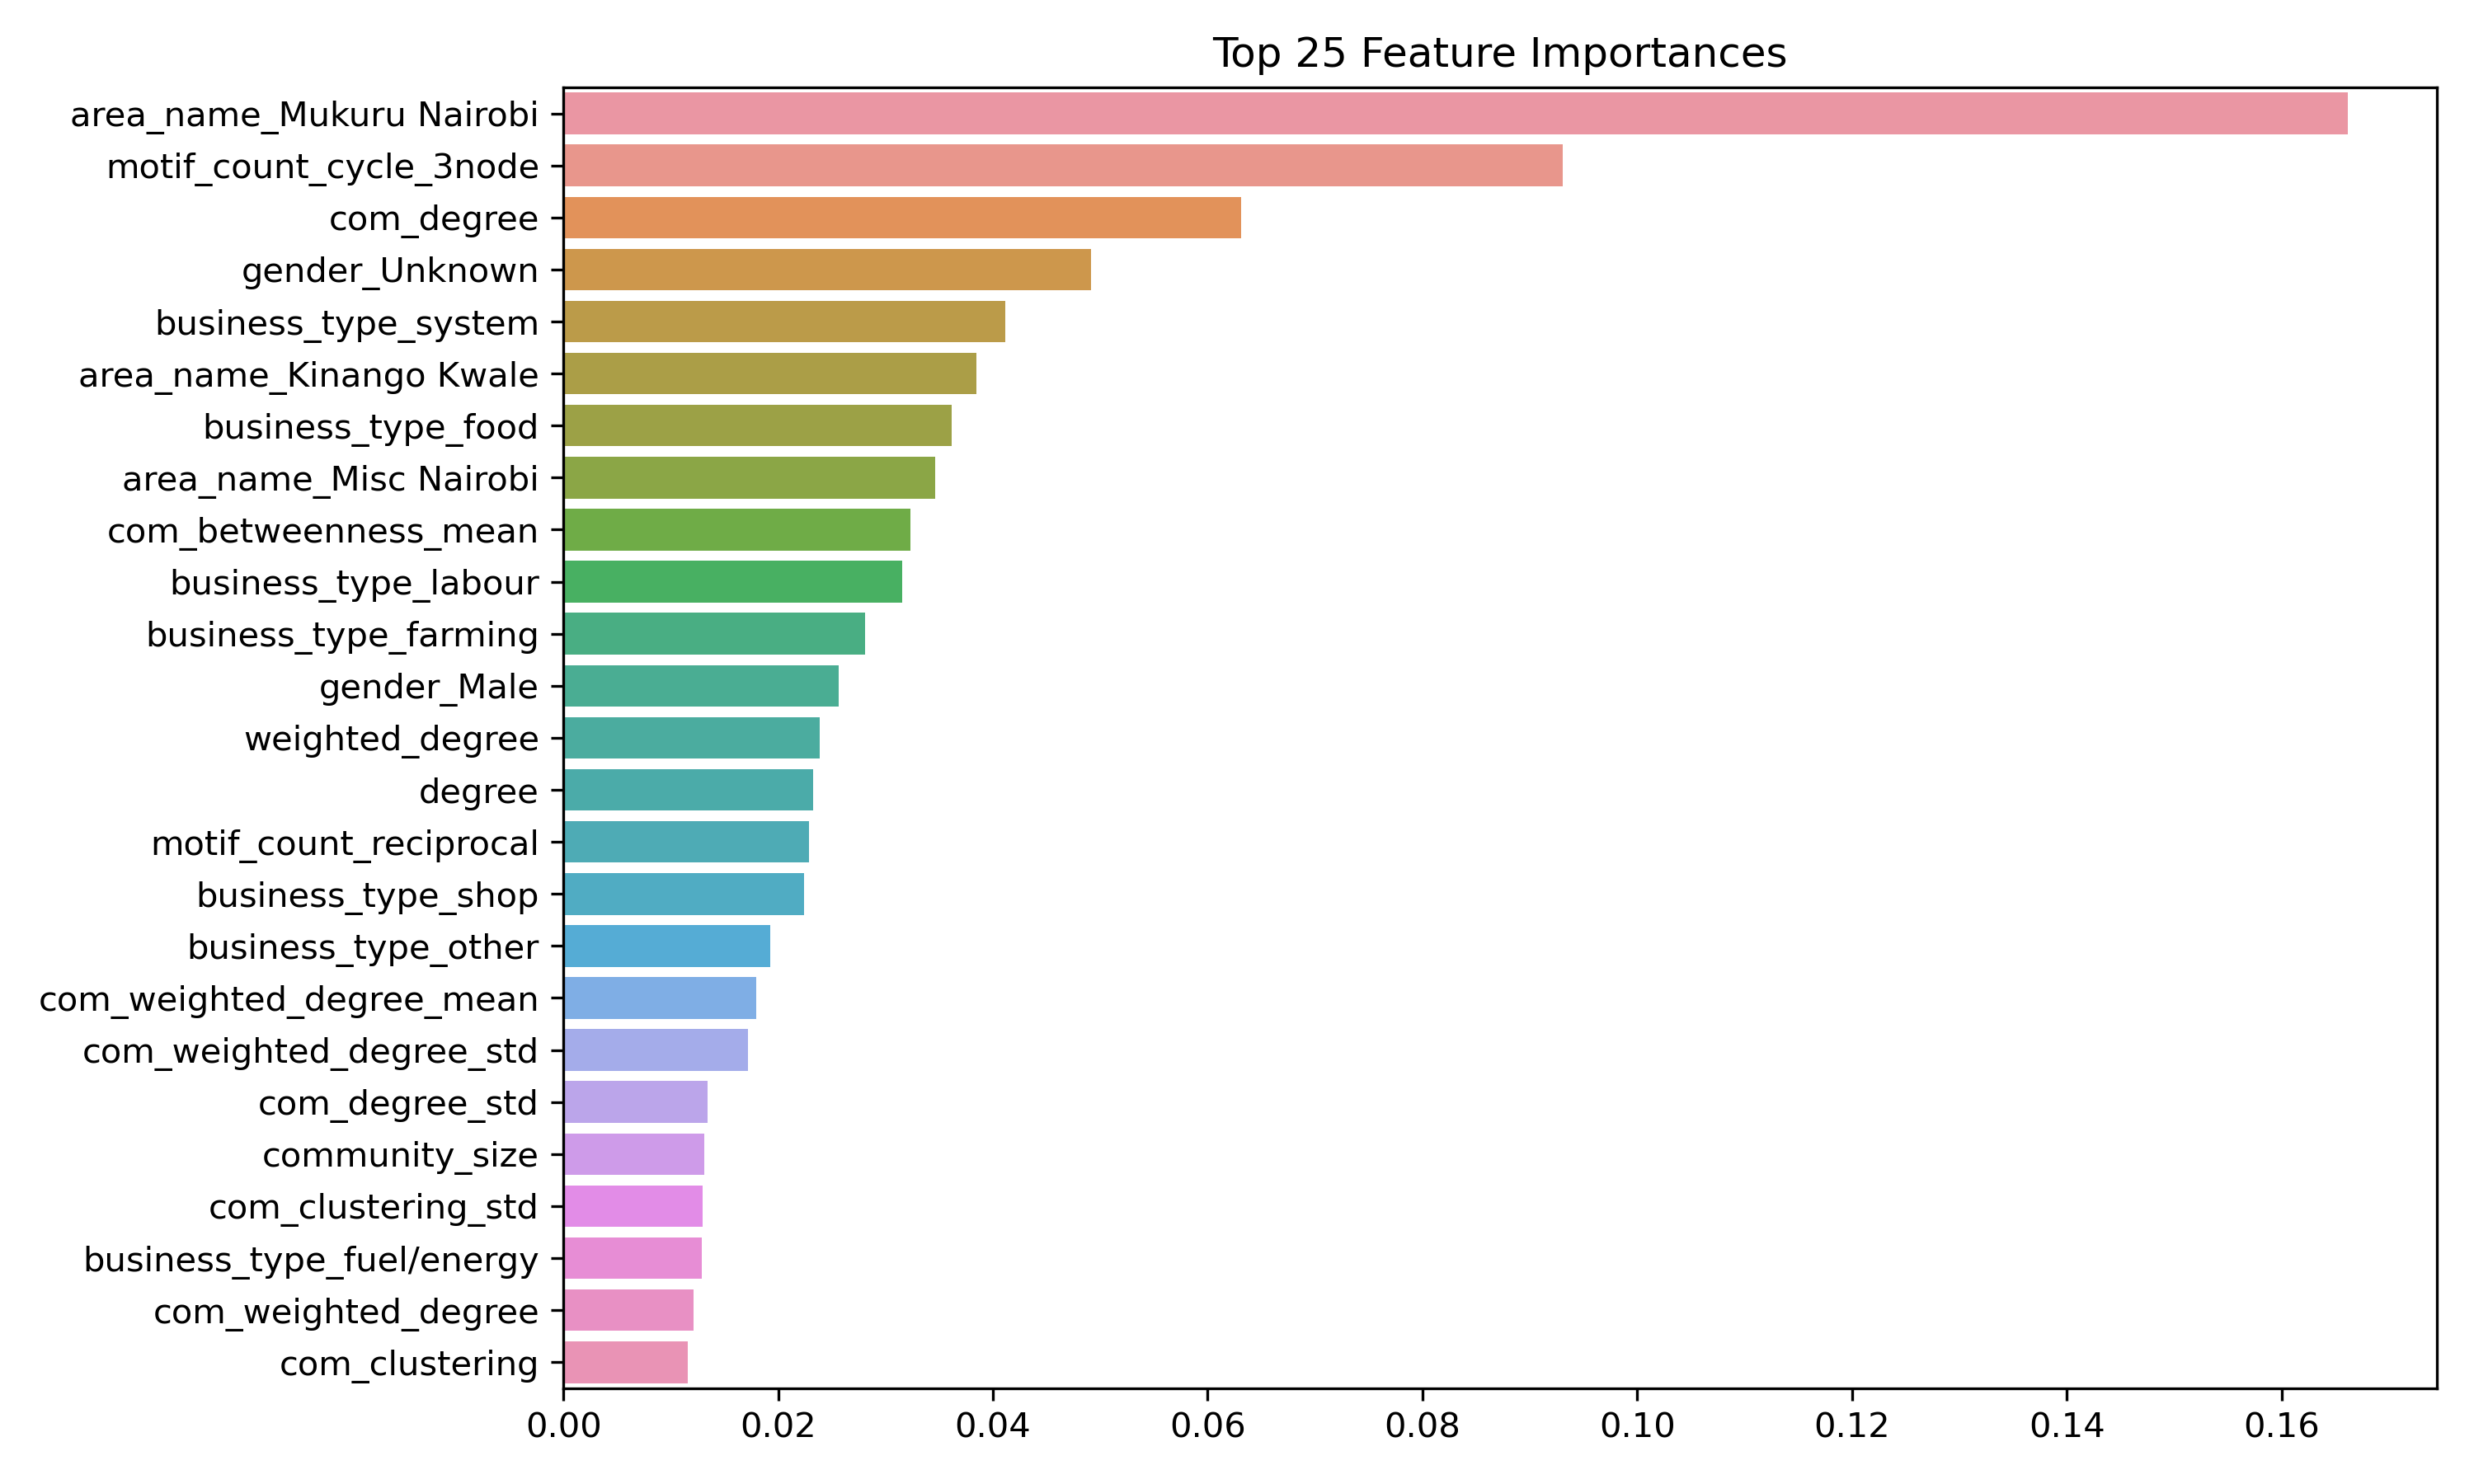 Top 25 Feature Importances
area_name_Mukuru Nairobi
motif_count_cycle_3node
com_degree
gender_Unknown
business_type_system
area_name_Kinango Kwale
business_type_food
area_name_Misc Nairobi
com_betweenness_mean
business_type_labour
business_type_farming
gender_Male
weighted_degree
degree
motif_count_reciprocal
business_type_shop
business_type_other
com_weighted_degree_mean
com_weighted_degree_std
com_degree_std
community_size
com_clustering_std
business_type_fuel/energy
com_weighted_degree
com_clustering
0.00 0.02 0.04 0.06 0.08 0.10 0.12 0.14 0.16